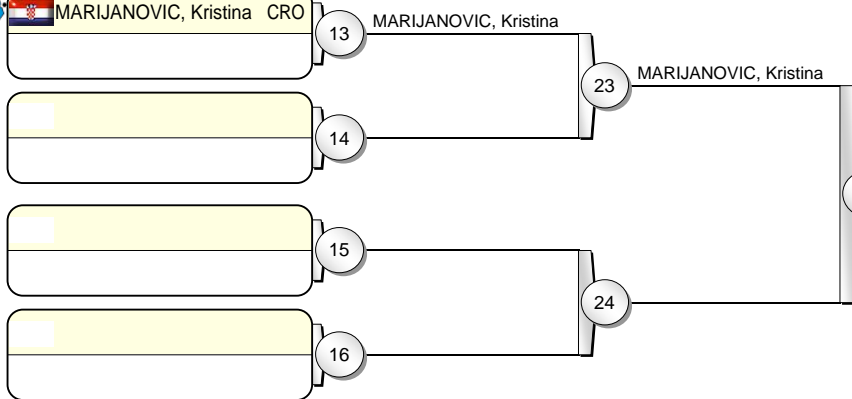 MARIJANOVIC, Kristina CRO
13
MARIJANOVIC, Kristina
23
MARIJANOVIC, Kristina
14
15
24
16